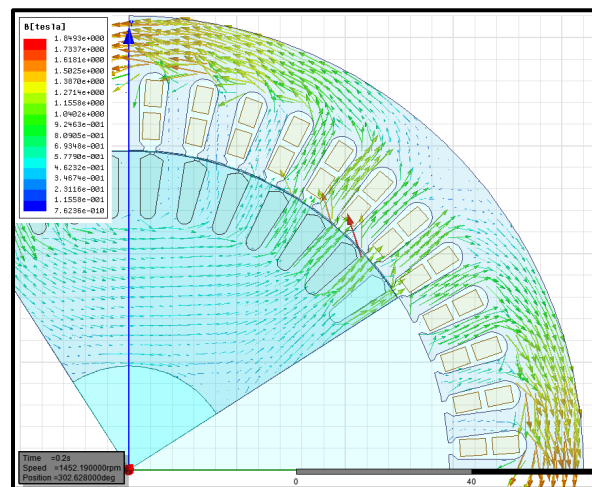 B[tesla]
1.8493e+000
1.7337e+000
1.6181e+000
1.5025e+000
1.3870e+000
1.2714e+000
1.1558e+000
1.0402e+000
9.2463e-001
8.0905e-001
6.9348e-001
5.7790e-001
4.6232e-001
3.4674e-001
2.3116e-001
1.1558e-001
7.6236e-010
Time =0.2s
Speed =1452.190000rpm
Position =302.628000deg
0
40